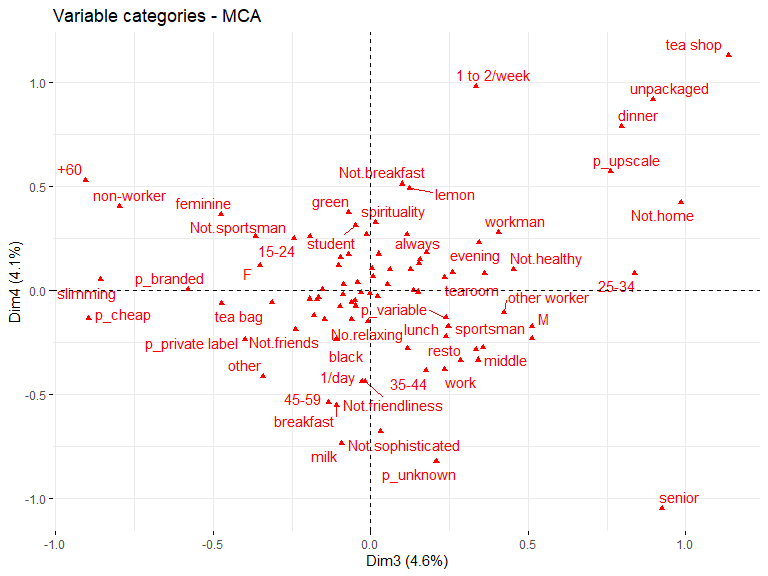 Variable categories - MCA
tea shop
1 to 2/week
1.0
unpackaged
dinner
p_upscale
+60
Not.breakfast
non-worker
lemon
0.5
feminine
green
spirituality
Not.home
Not.sportsman
workman
student
always
15-24
evening
Not.healthy
F
p_branded
25-34
Dim4 (4.1%)
0.0
slimming
tearoom
other worker
p_cheap
tea bag
p_variable
M
lunch
sportsman
No.relaxing
p_private label
Not.friends
resto
black
middle
other
1/day
35-44
work
-0.5
45-59
Not.friendliness
breakfast
Not.sophisticated
milk
p_unknown
senior
-1.0
-1.0
-0.5
0.0
0.5
1.0
Dim3 (4.6%)